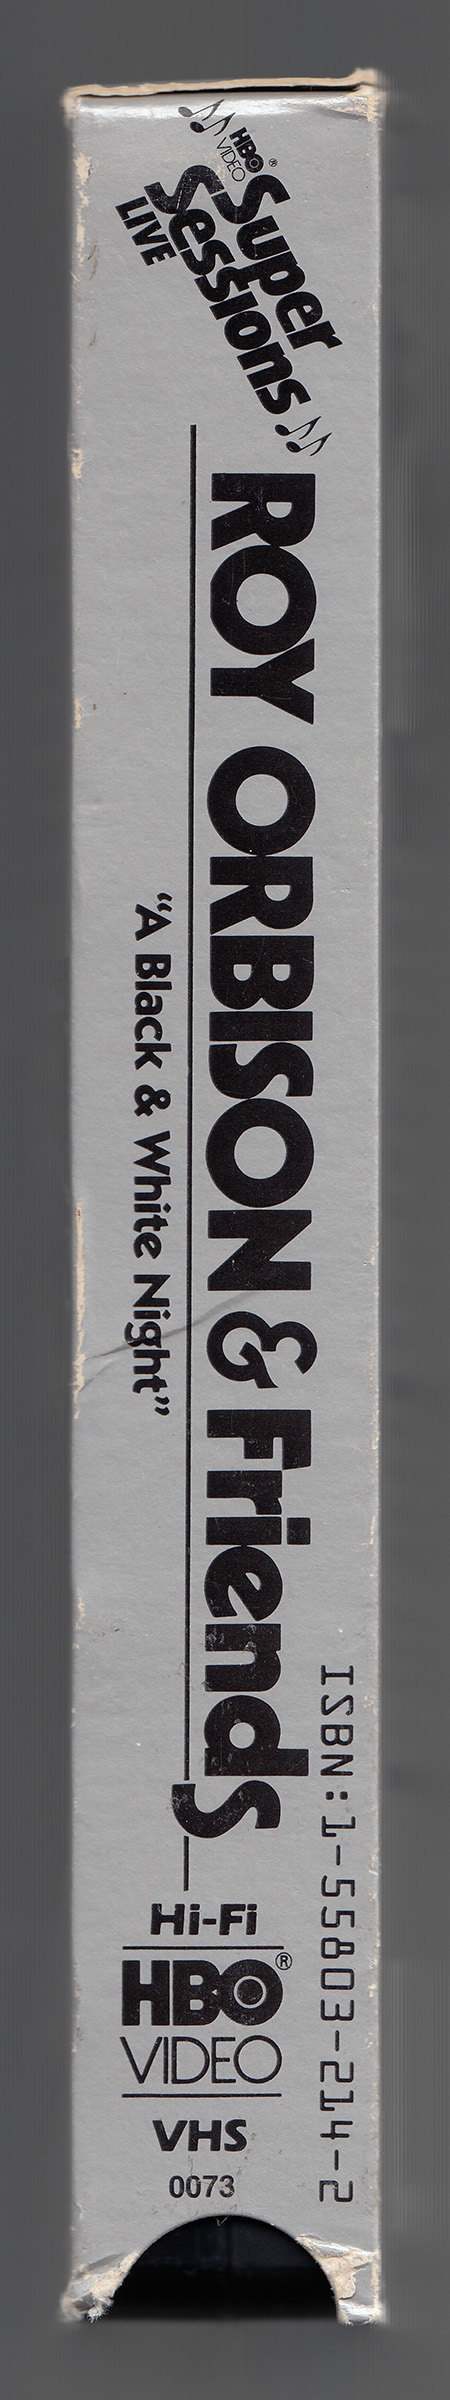 HBO®
VIDEO
Super
Sessions
LIVE
ROY ORBISON & Friends
“A Black & White Night”
ISBN:1-55803-214-2
Hi-Fi
HBO®
VIDEO
VHS
0073